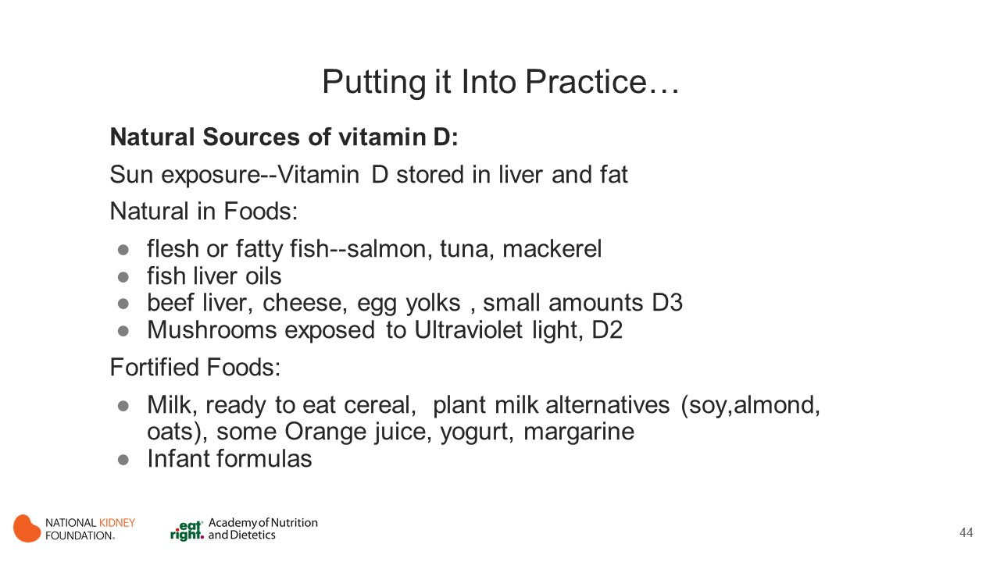 Putting it Into Practice…
Natural Sources of vitamin D:
Sun exposure--Vitamin D stored in liver and fat
Natural in Foods:
● flesh or fatty fish--salmon, tuna, mackerel
● fish liver oils
● beef liver, cheese, egg yolks , small amounts D3
● Mushrooms exposed to Ultraviolet light, D2
Fortified Foods:
● Milk, ready to eat cereal,  plant milk alternatives (soy,almond,
oats), some Orange juice, yogurt, margarine
● Infant formulas
NATIONAL KIDNEY
FOUNDATION®
eat
right.
Academy of Nutrition
and Dietetics
44